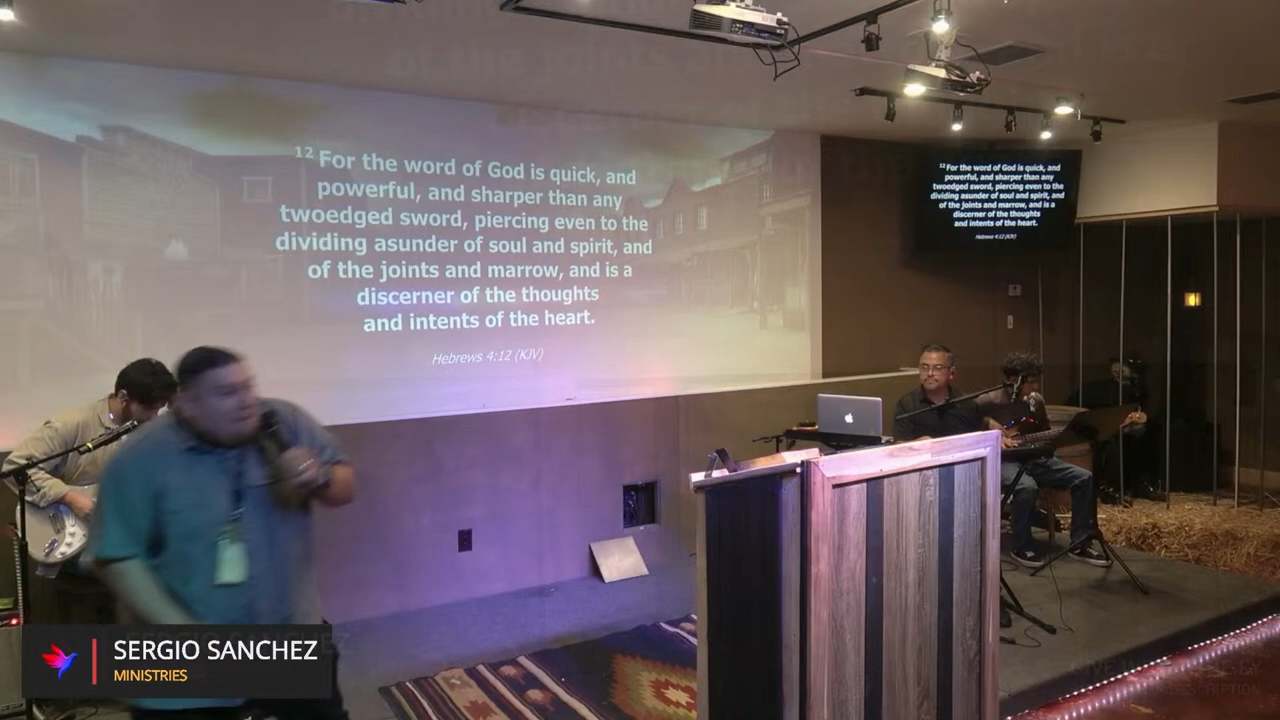 12 For the word of God is quick, and
powerful, and sharper than any
twoedged sword, piercing even to the
dividing asunder of soul and spirit, and
of the joints and marrow, and is a
discerner of the thoughts
and intents of the heart.
Hebrews 4:12 (KJV)
12 For the word of God is quick, and
powerful, and sharper than any
twoedged sword, piercing even to the
dividing asunder of soul and spirit, and
of the joints and marrow, and is a
discerner of the thoughts
and intents of the heart.
Hebrews 4:12 (KJV)
SERGIO SANCHEZ
MINISTRIES